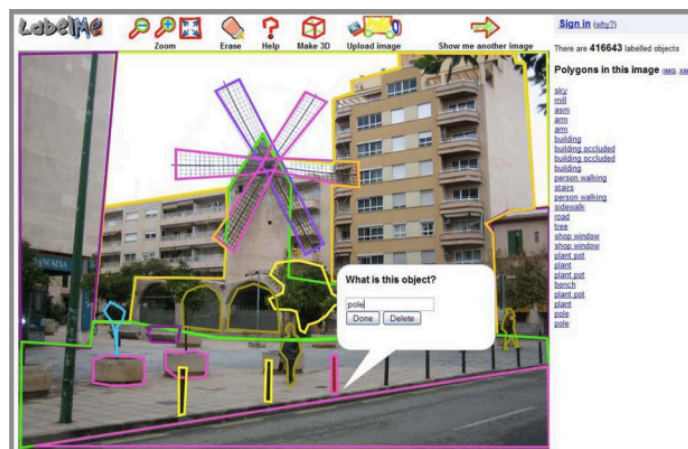 LabelMe
Sign in (why?)
Zoom
Erase
Help
Make 3D
Upload image
Show me another image
There are 416643 labelled objects
Polygons in this image (IMG, XM
sky
mill
asm
arm
arm
building
building occluded
building occluded
building
person walking
stairs
person walking
sidewalk
road
tree
shop window
shop window
plant pot
plant
plant pot
bench
plant pot
plant
pole
pole
What is this object?
pole
Done
Delete